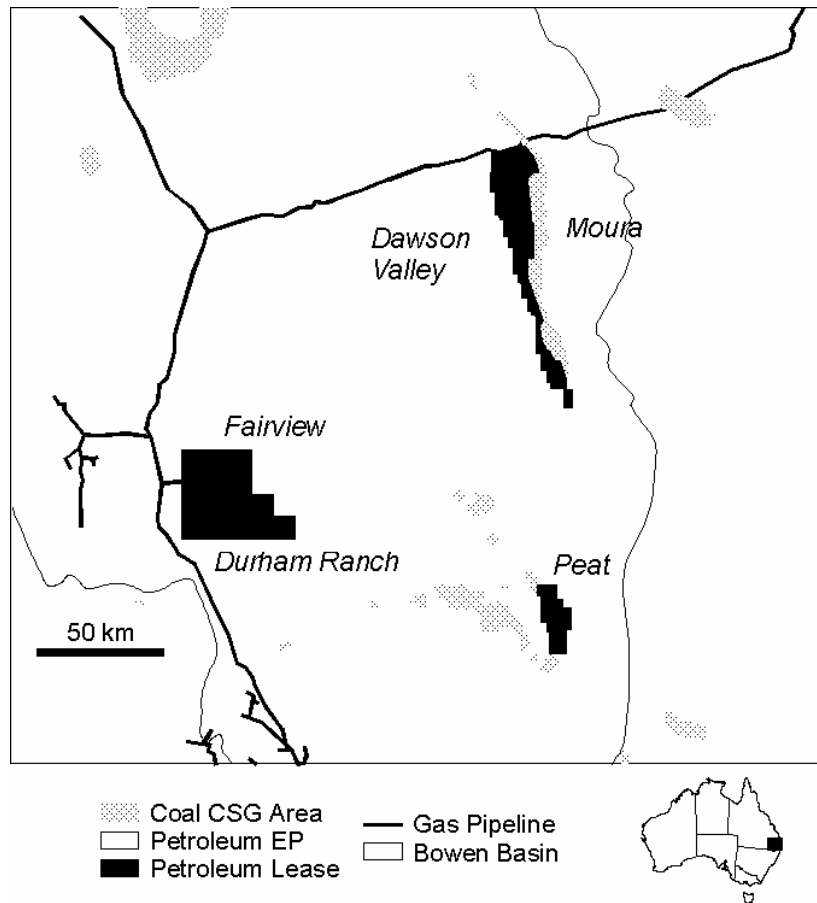 Dawson
Valley
Moura
Fairview
Durham Ranch
Peat
50 km
Coal CSG Area
Petroleum EP
Petroleum Lease
Gas Pipeline
Bowen Basin